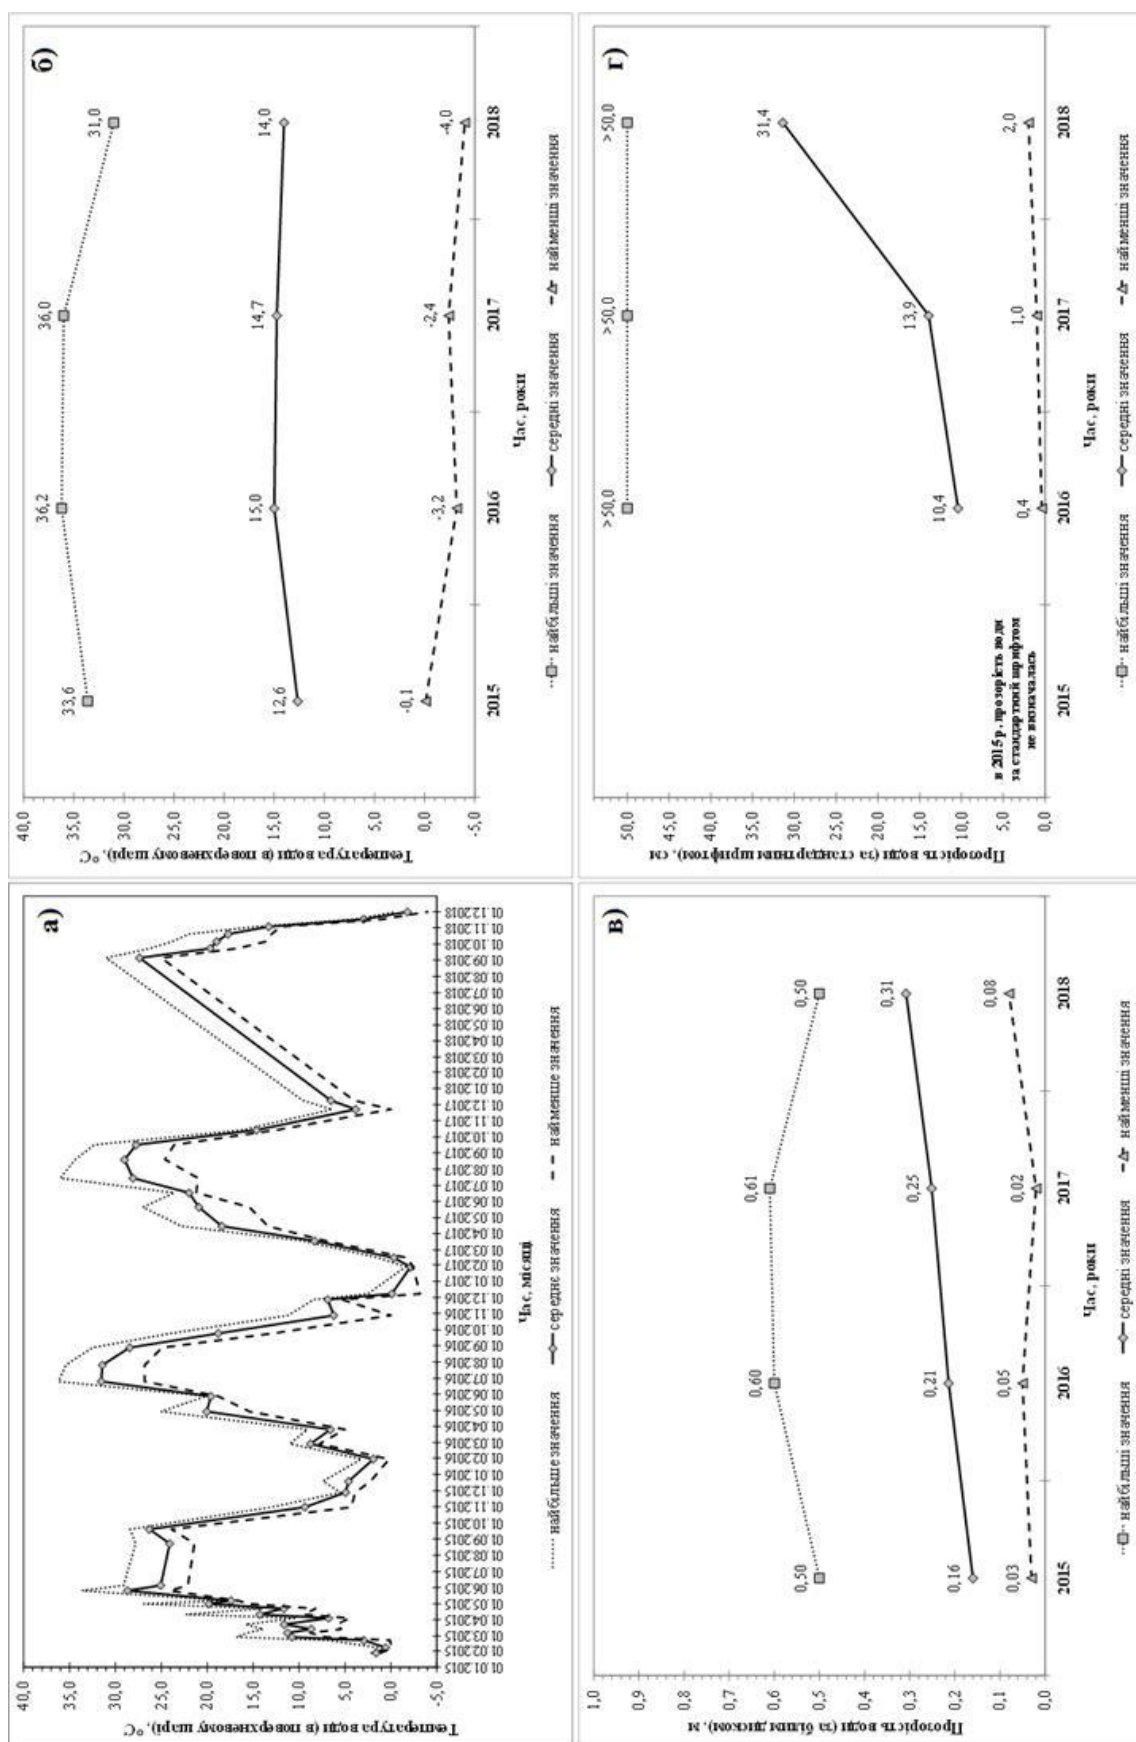 а)
Температура води (в поверхневому шарі), °С
40,0
35,0
30,0
25,0
20,0
15,0
10,0
5,0
0,0
-5,0
01.01.2015
01.02.2015
01.03.2015
01.04.2015
01.05.2015
01.06.2015
01.07.2015
01.08.2015
01.09.2015
01.10.2015
01.11.2015
01.12.2015
01.01.2016
01.02.2016
01.03.2016
01.04.2016
01.05.2016
01.06.2016
01.07.2016
01.08.2016
01.09.2016
01.10.2016
01.11.2016
01.12.2016
01.01.2017
01.02.2017
01.03.2017
01.04.2017
01.05.2017
01.06.2017
01.07.2017
01.08.2017
01.09.2017
01.10.2017
01.11.2017
01.12.2017
01.01.2018
01.02.2018
01.03.2018
01.04.2018
01.05.2018
01.06.2018
01.07.2018
01.08.2018
01.09.2018
01.10.2018
01.11.2018
01.12.2018
Час, місяці
найбільше значення середнє значення найменше значення
б)
Температура води (в поверхневому шарі), °С
40,0
35,0
30,0
25,0
20,0
15,0
10,0
5,0
0,0
-5,0
33,6 36,2 36,0 31,0
12,6 15,0 14,7 14,0
-0,1 -3,2 -2,4 -4,0
2015 2016 2017 2018
Час, роки
найбільші значення середні значення найменші значення
в)
Прозорість води (за білим диском), м
1,0
0,9
0,8
0,7
0,6
0,5
0,4
0,3
0,2
0,1
0,0
0,50 0,60 0,61 0,50
0,16 0,21 0,25 0,31
0,03 0,05 0,02 0,08
2015 2016 2017 2018
Час, роки
найбільші значення середні значення найменші значення
г)
Прозорість води (за стандартним шрифтом), см
50,0
45,0
40,0
35,0
30,0
25,0
20,0
15,0
10,0
5,0
0,0
>50,0 >50,0 >50,0
10,4 13,9 31,4
0,4 1,0 2,0
в 2015 р. прозорість води
за стандартний шрифтом
не визначалась
2015 2016 2017 2018
Час, роки
найбільші значення середні значення найменші значення